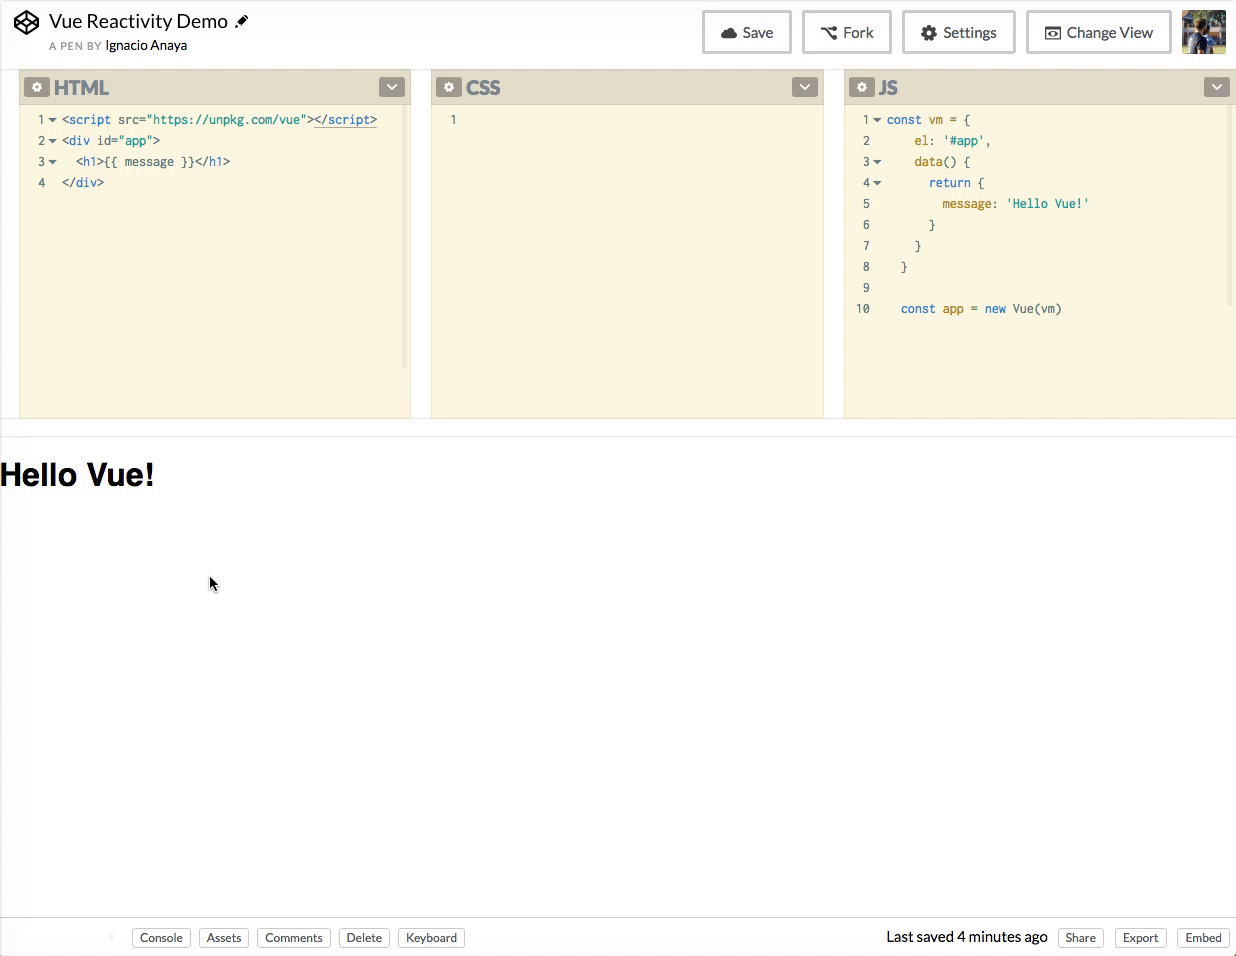 Vue Reactivity Demo
A PEN BY Ignacio Anaya
Save
Fork
Settings
Change View
HTML
1 <script src="https://unpkg.com/vue"></script>
2 <div id="app">
3 <h1>{{ message }}</h1>
4 </div>
CSS
1
JS
1 const vm = {
2 el: '#app',
3 data() {
4 return {
5 message: 'Hello Vue!'
6 }
7 }
8 }
9
10 const app = new Vue(vm)
Hello Vue!
Console Assets Comments Delete Keyboard
Last saved 4 minutes ago Share Export Embed